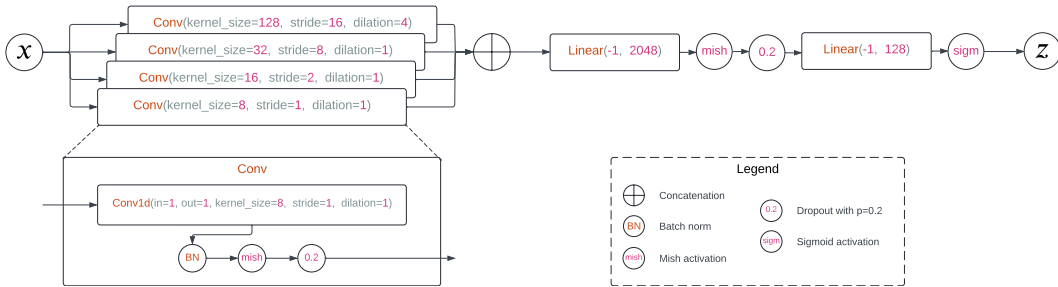 x
Conv(kernel_size=128, stride=16, dilation=4)
Conv(kernel_size=32, stride=8, dilation=1)
Conv(kernel_size=16, stride=2, dilation=1)
Conv(kernel_size=8, stride=1, dilation=1)
Linear(-1, 2048)
mish
0.2
Linear(-1, 128)
sigm
z
Conv
Conv1d(in=1, out=1, kernel_size=8, stride=1, dilation=1)
BN
mish
0.2
Legend
Concatenation
BN
Batch norm
mish
Mish activation
0.2
Dropout with p=0.2
sigm
Sigmoid activation